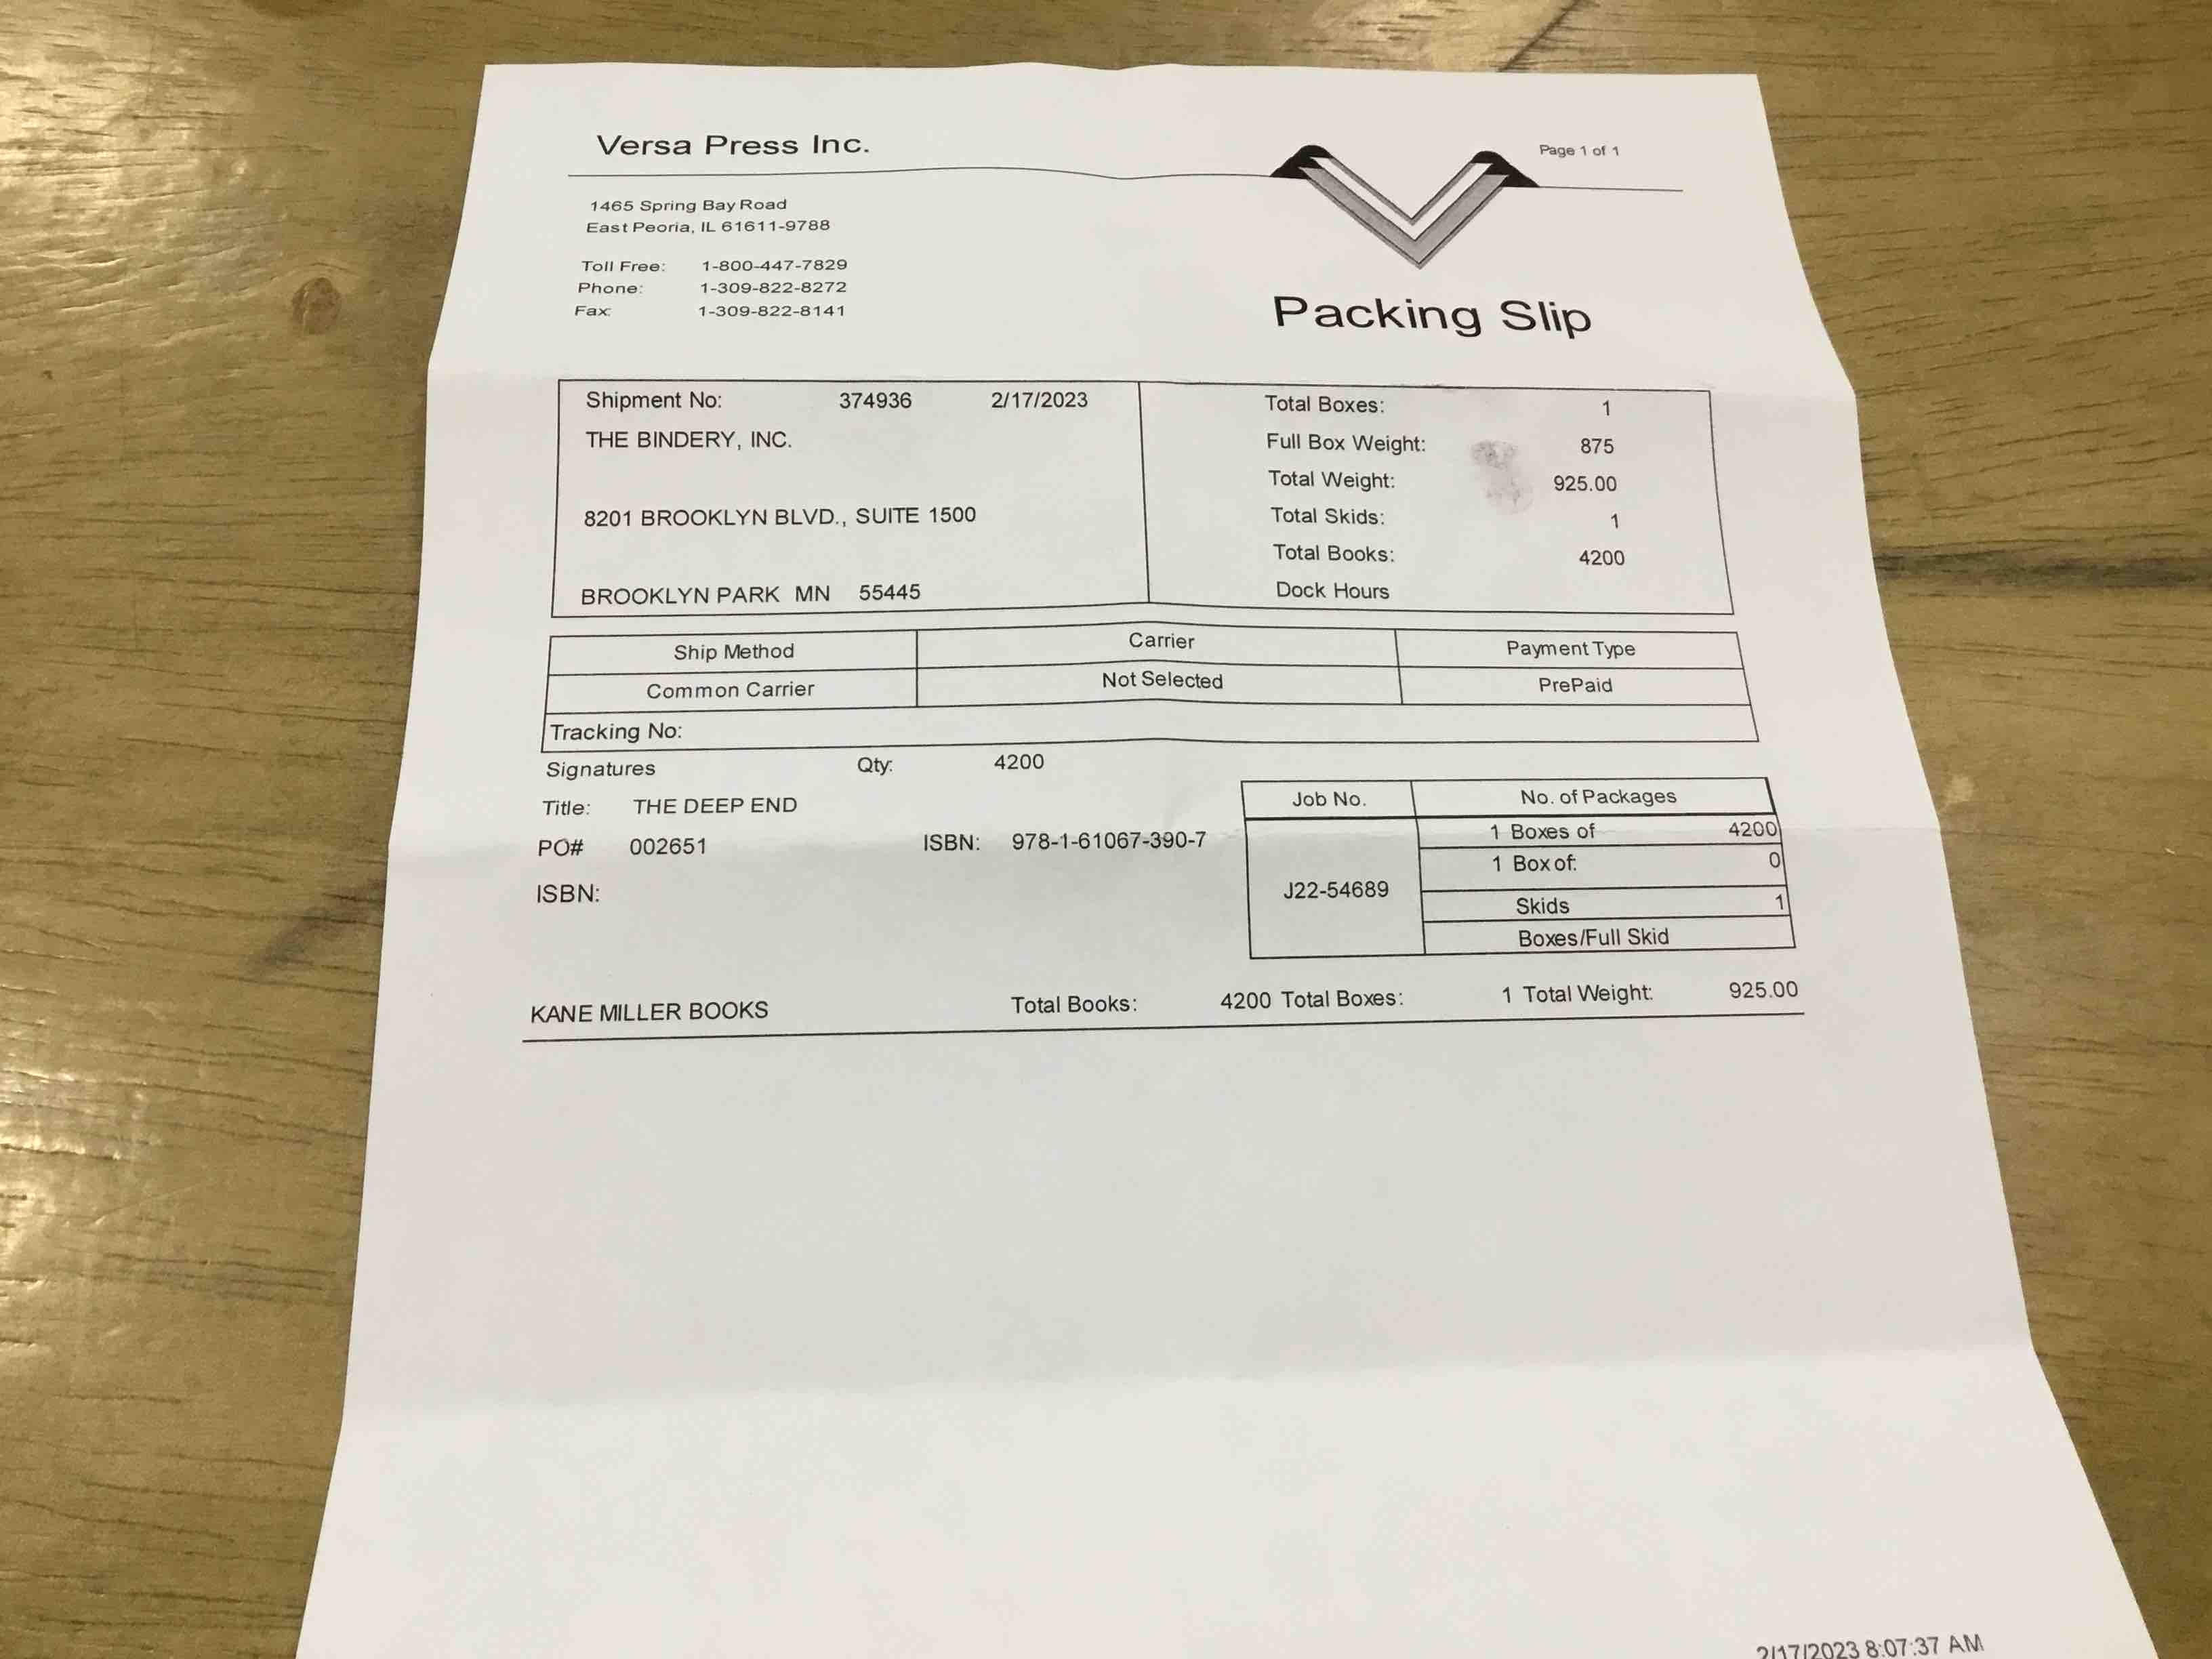 Versa Press Inc.
Page 1 of 1
1465 Spring Bay Road
East Peoria, IL 61611-9788
Toll Free: 1-800-447-7829
Phone: 1-309-822-8272
Fax: 1-309-822-8141
Packing Slip
Shipment No: 374936 2/17/2023
THE BINDERY, INC.
8201 BROOKLYN BLVD., SUITE 1500
BROOKLYN PARK MN 55445
Total Boxes: 1
Full Box Weight: 875
Total Weight: 925.00
Total Skids: 1
Total Books: 4200
Dock Hours
Ship Method Carrier Payment Type
Common Carrier Not Selected PrePaid
Tracking No:
Signatures Qty: 4200
Title: THE DEEP END
PO# 002651 ISBN: 978-1-61067-390-7
ISBN:
Job No. No. of Packages
J22-54689
1 Boxes of 4200
1 Box of: 0
Skids 1
Boxes/Full Skid
KANE MILLER BOOKS Total Books: 4200 Total Boxes: 1 Total Weight: 925.00
2/17/2023 8:07:37 AM